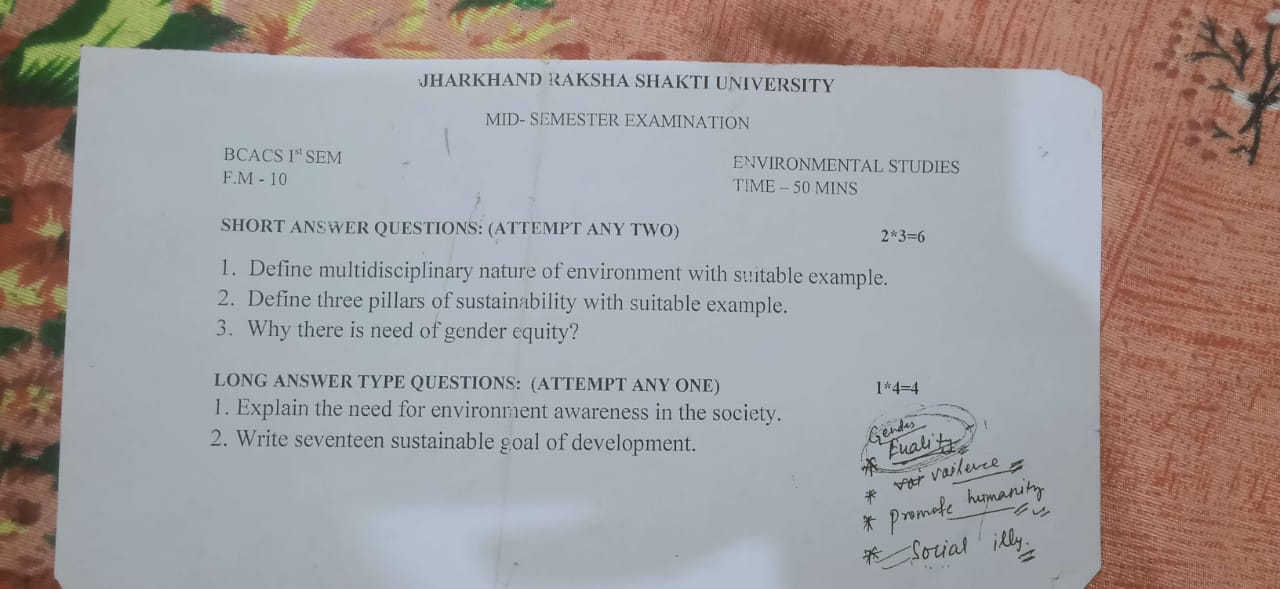 JHARKHAND RAKSHA SHAKTI UNIVERSITY
MID- SEMESTER EXAMINATION
BCACS Ist SEM
ENVIRONMENTAL STUDIES
F.M - 10
TIME – 50 MINS
SHORT ANSWER QUESTIONS: (ATTEMPT ANY TWO) 2*3=6
1. Define multidisciplinary nature of environment with suitable example.
2. Define three pillars of sustainability with suitable example.
3. Why there is need of gender equity?
LONG ANSWER TYPE QUESTIONS: (ATTEMPT ANY ONE) 1*4=4
1. Explain the need for environment awareness in the society.
2. Write seventeen sustainable goal of development.
Gender
* Euality
*
* promote humanity
* Social illy.